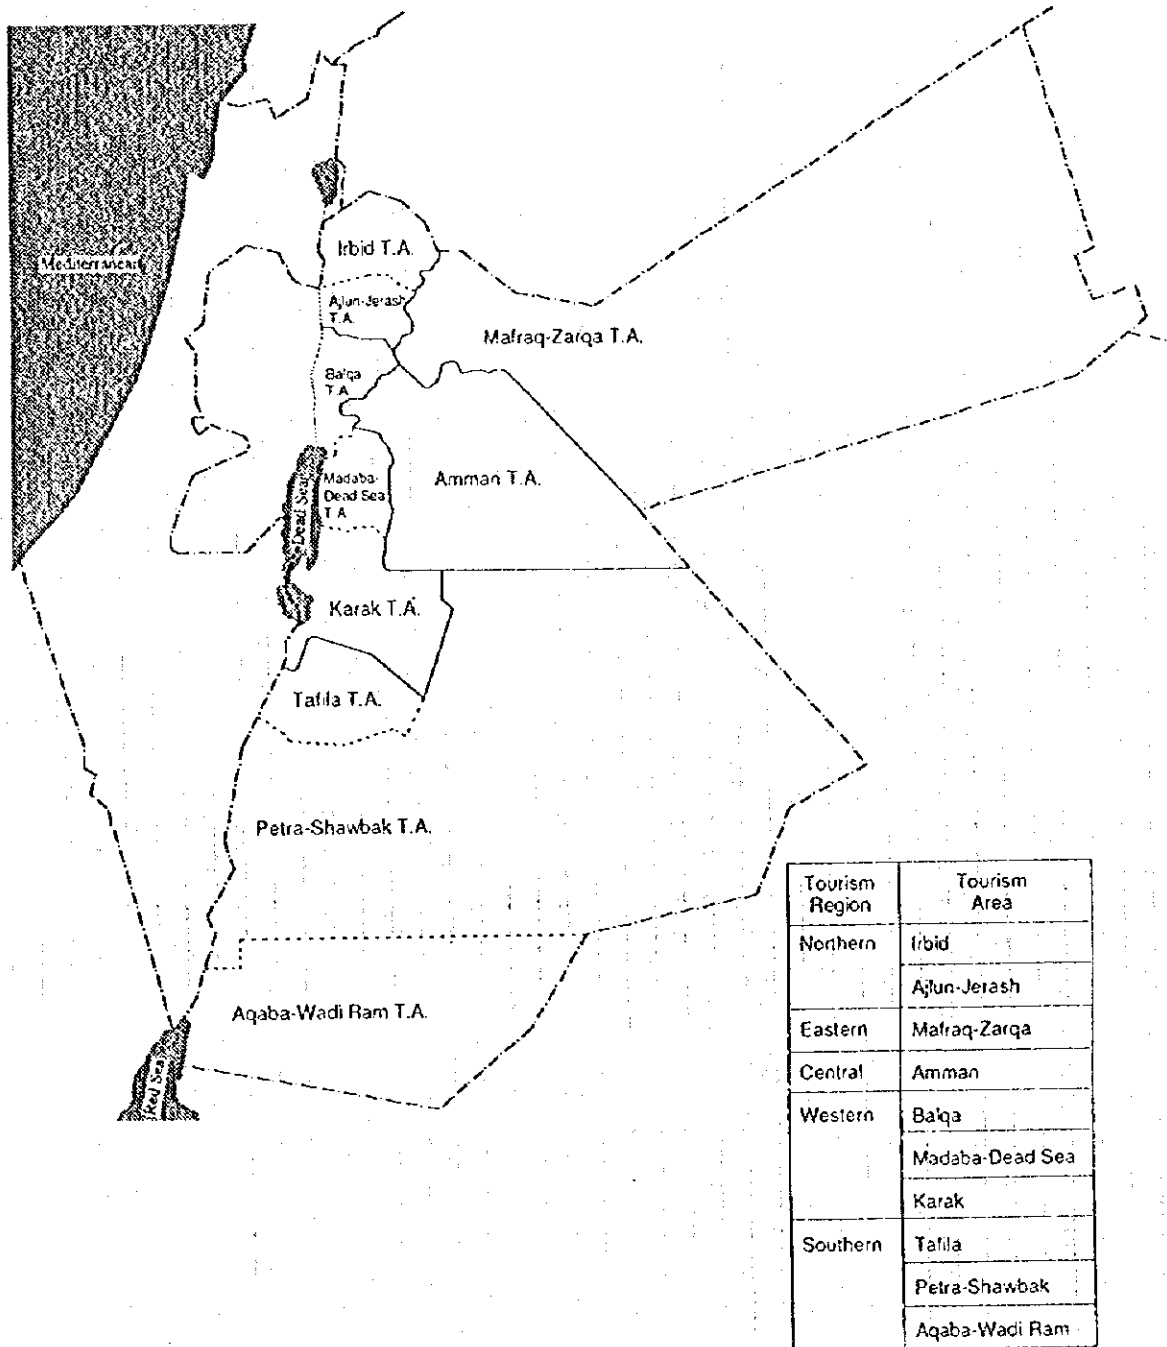 Mediterranean
Irbid T.A.
Ajlun-Jerash
T.A.
Mafraq-Zarqa T.A.
Balqa
T.A.
Madaba-
Dead Sea
T.A.
Amman T.A.
Dead Sea
Karak T.A.
Tafila T.A.
Petra-Shawbak T.A.
Aqaba-Wadi Ram T.A.
Red Sea
Tourism Region
Tourism Area
Northern
Irbid
Ajlun-Jerash
Eastern
Mafraq-Zarqa
Central
Amman
Western
Balqa
Madaba-Dead Sea
Karak
Southern
Tafila
Petra-Shawbak
Aqaba-Wadi Ram